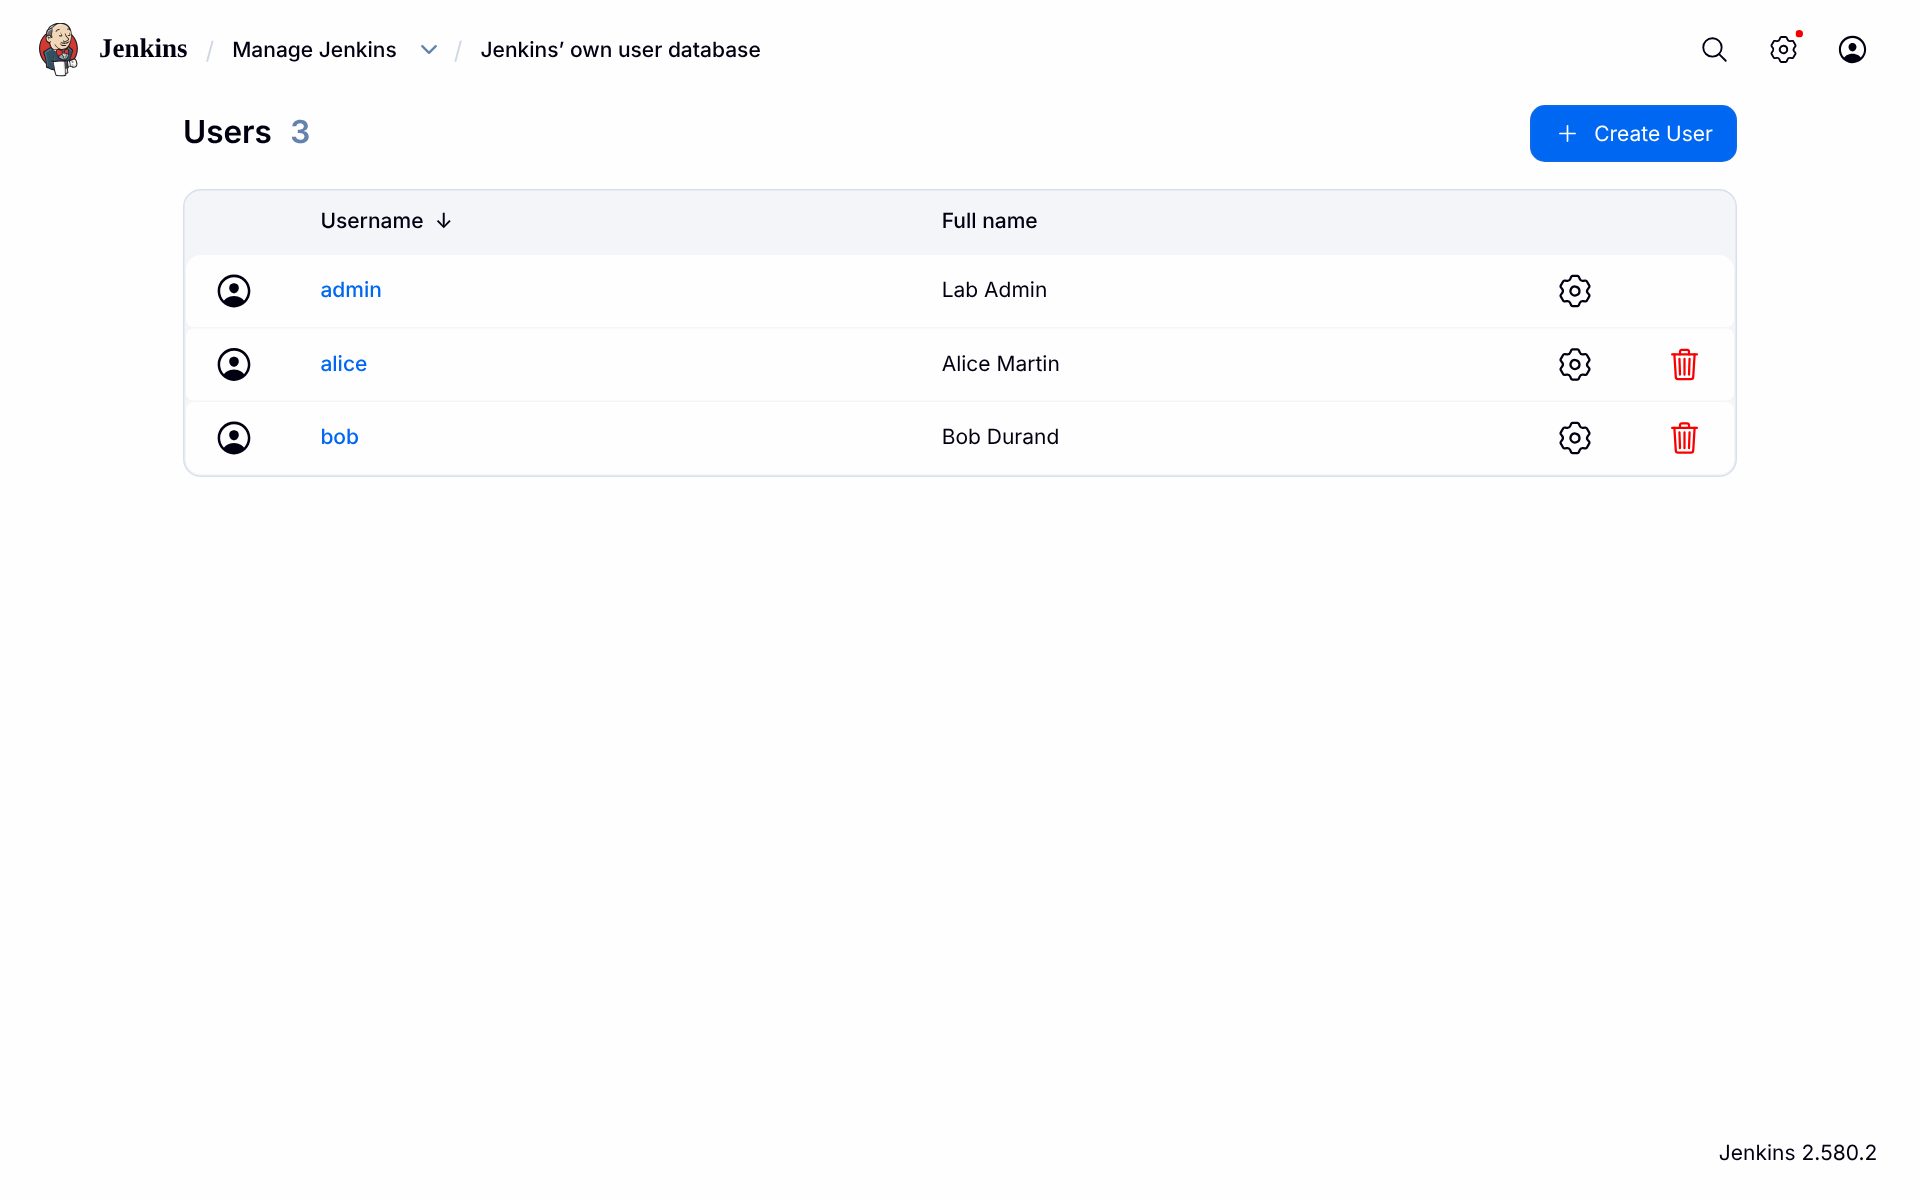 Jenkins / Manage Jenkins / Jenkins’ own user database
Users 3
Create User
Username ↓ Full name
admin Lab Admin
alice Alice Martin
bob Bob Durand
Jenkins 2.580.2